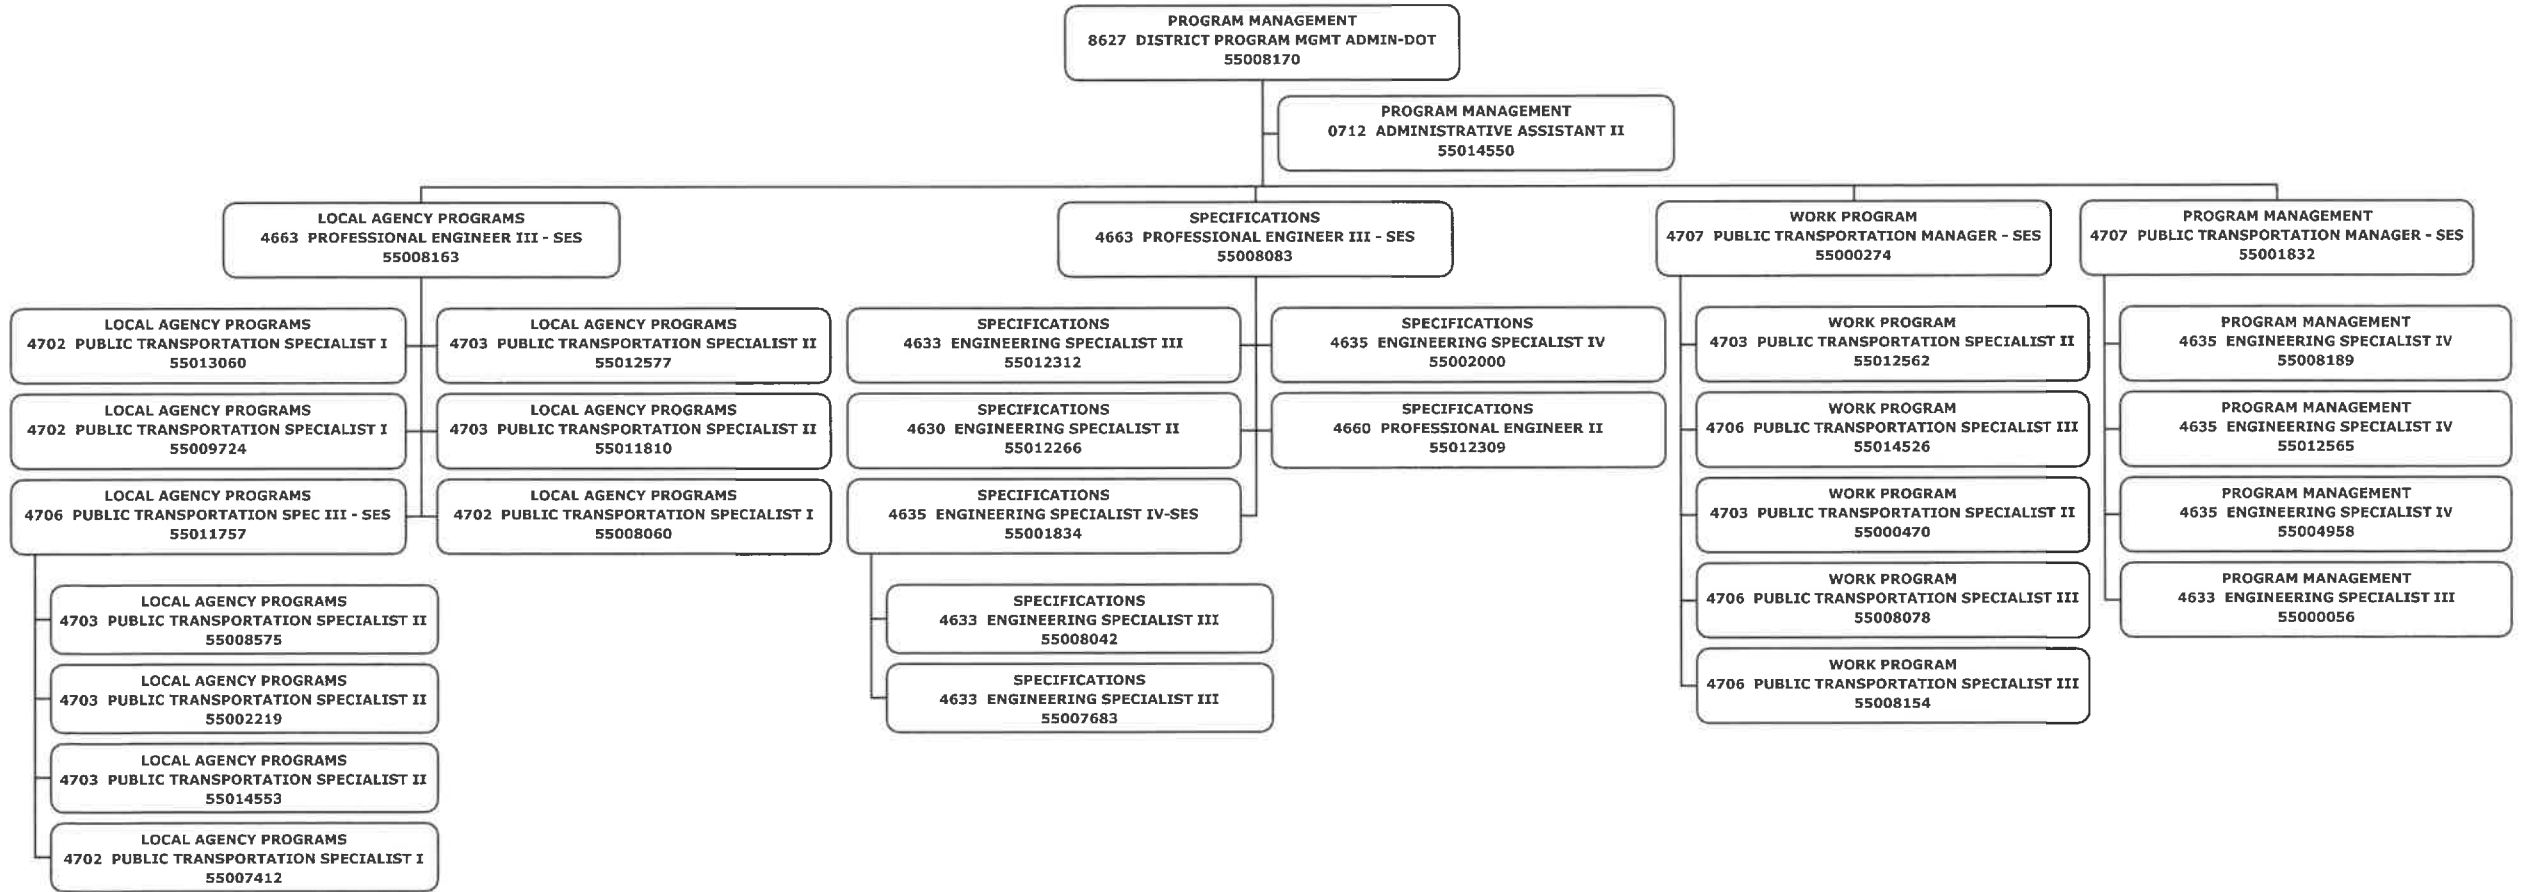 PROGRAM MANAGEMENT
8627 DISTRICT PROGRAM MGMT ADMIN-DOT
55008170
PROGRAM MANAGEMENT
0712 ADMINISTRATIVE ASSISTANT II
55014550
LOCAL AGENCY PROGRAMS
4663 PROFESSIONAL ENGINEER III - SES
55008163
SPECIFICATIONS
4663 PROFESSIONAL ENGINEER III - SES
55008083
WORK PROGRAM
4707 PUBLIC TRANSPORTATION MANAGER - SES
55000274
PROGRAM MANAGEMENT
4707 PUBLIC TRANSPORTATION MANAGER - SES
55001832
LOCAL AGENCY PROGRAMS
4702 PUBLIC TRANSPORTATION SPECIALIST I
55013060
LOCAL AGENCY PROGRAMS
4703 PUBLIC TRANSPORTATION SPECIALIST II
55012577
LOCAL AGENCY PROGRAMS
4702 PUBLIC TRANSPORTATION SPECIALIST I
55009724
LOCAL AGENCY PROGRAMS
4703 PUBLIC TRANSPORTATION SPECIALIST II
55011810
LOCAL AGENCY PROGRAMS
4706 PUBLIC TRANSPORTATION SPEC III - SES
55011757
LOCAL AGENCY PROGRAMS
4702 PUBLIC TRANSPORTATION SPECIALIST I
55008060
LOCAL AGENCY PROGRAMS
4703 PUBLIC TRANSPORTATION SPECIALIST II
55008575
LOCAL AGENCY PROGRAMS
4703 PUBLIC TRANSPORTATION SPECIALIST II
55002219
LOCAL AGENCY PROGRAMS
4703 PUBLIC TRANSPORTATION SPECIALIST II
55014553
LOCAL AGENCY PROGRAMS
4702 PUBLIC TRANSPORTATION SPECIALIST I
55007412
SPECIFICATIONS
4633 ENGINEERING SPECIALIST III
55012312
SPECIFICATIONS
4635 ENGINEERING SPECIALIST IV
55002000
SPECIFICATIONS
4630 ENGINEERING SPECIALIST II
55012266
SPECIFICATIONS
4660 PROFESSIONAL ENGINEER II
55012309
SPECIFICATIONS
4635 ENGINEERING SPECIALIST IV-SES
55001834
SPECIFICATIONS
4633 ENGINEERING SPECIALIST III
55008042
SPECIFICATIONS
4633 ENGINEERING SPECIALIST III
55007683
WORK PROGRAM
4703 PUBLIC TRANSPORTATION SPECIALIST II
55012562
WORK PROGRAM
4706 PUBLIC TRANSPORTATION SPECIALIST III
55014526
WORK PROGRAM
4703 PUBLIC TRANSPORTATION SPECIALIST II
55000470
WORK PROGRAM
4706 PUBLIC TRANSPORTATION SPECIALIST III
55008078
WORK PROGRAM
4706 PUBLIC TRANSPORTATION SPECIALIST III
55008154
PROGRAM MANAGEMENT
4635 ENGINEERING SPECIALIST IV
55008189
PROGRAM MANAGEMENT
4635 ENGINEERING SPECIALIST IV
55012565
PROGRAM MANAGEMENT
4635 ENGINEERING SPECIALIST IV
55004958
PROGRAM MANAGEMENT
4633 ENGINEERING SPECIALIST III
55000056